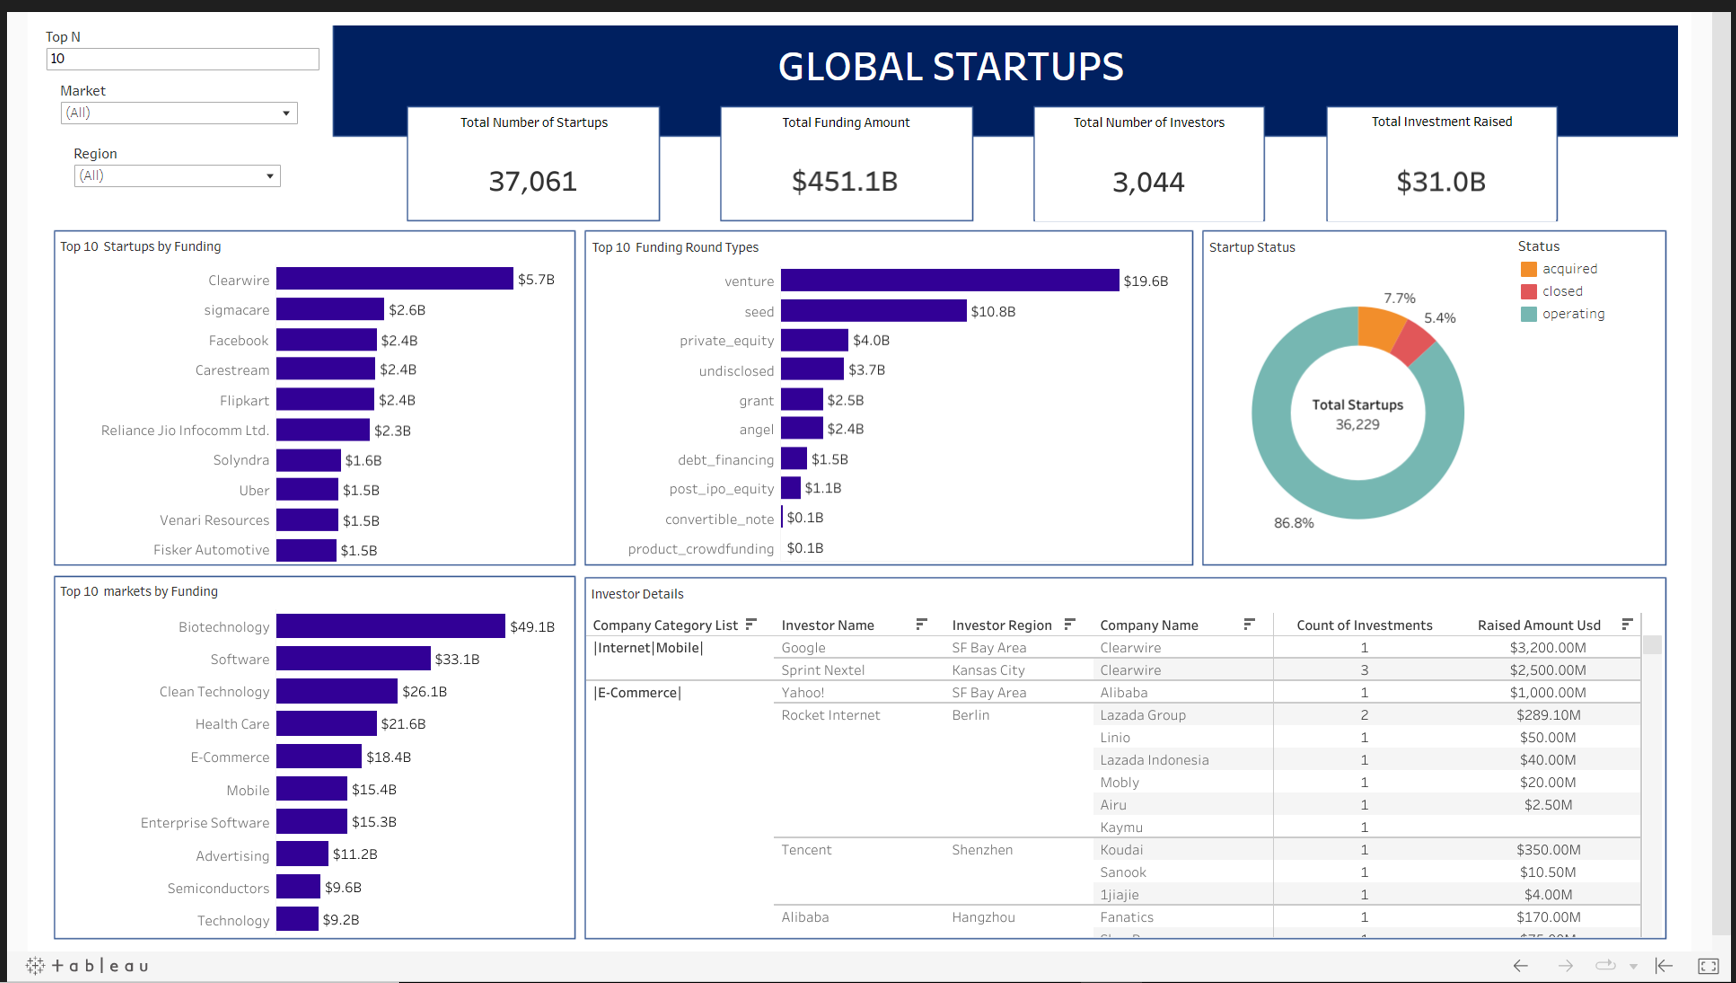 Top N
10
Market
(All)
Region
(All)
GLOBAL STARTUPS
Total Number of Startups
37,061
Total Funding Amount
$451.1B
Total Number of Investors
3,044
Total Investment Raised
$31.0B
Top 10 Startups by Funding
Clearwire $5.7B
sigmacare $2.6B
Facebook $2.4B
Carestream $2.4B
Flipkart $2.4B
Reliance Jio Infocomm Ltd. $2.3B
Solyndra $1.6B
Uber $1.5B
Venari Resources $1.5B
Fisker Automotive $1.5B
Top 10 Funding Round Types
venture $19.6B
seed $10.8B
private_equity $4.0B
undisclosed $3.7B
grant $2.5B
angel $2.4B
debt_financing $1.5B
post_ipo_equity $1.1B
convertible_note $0.1B
product_crowdfunding $0.1B
Startup Status
Status
acquired
closed
operating
7.7%
5.4%
Total Startups
36,229
86.8%
Top 10 markets by Funding
Biotechnology $49.1B
Software $33.1B
Clean Technology $26.1B
Health Care $21.6B
E-Commerce $18.4B
Mobile $15.4B
Enterprise Software $15.3B
Advertising $11.2B
Semiconductors $9.6B
Technology $9.2B
Investor Details
Company Category List Investor Name Investor Region Company Name Count of Investments Raised Amount Usd
|Internet|Mobile| Google SF Bay Area Clearwire 1 $3,200.00M
Sprint Nextel Kansas City Clearwire 3 $2,500.00M
|E-Commerce| Yahoo! SF Bay Area Alibaba 1 $1,000.00M
Rocket Internet Berlin Lazada Group 2 $289.10M
Linio 1 $50.00M
Lazada Indonesia 1 $40.00M
Mobly 1 $20.00M
Airu 1 $2.50M
Kaymu 1
Tencent Shenzhen Koudai 1 $350.00M
Sanook 1 $10.50M
1jiajie 1 $4.00M
Alibaba Hangzhou Fanatics 1 $170.00M
+ableau